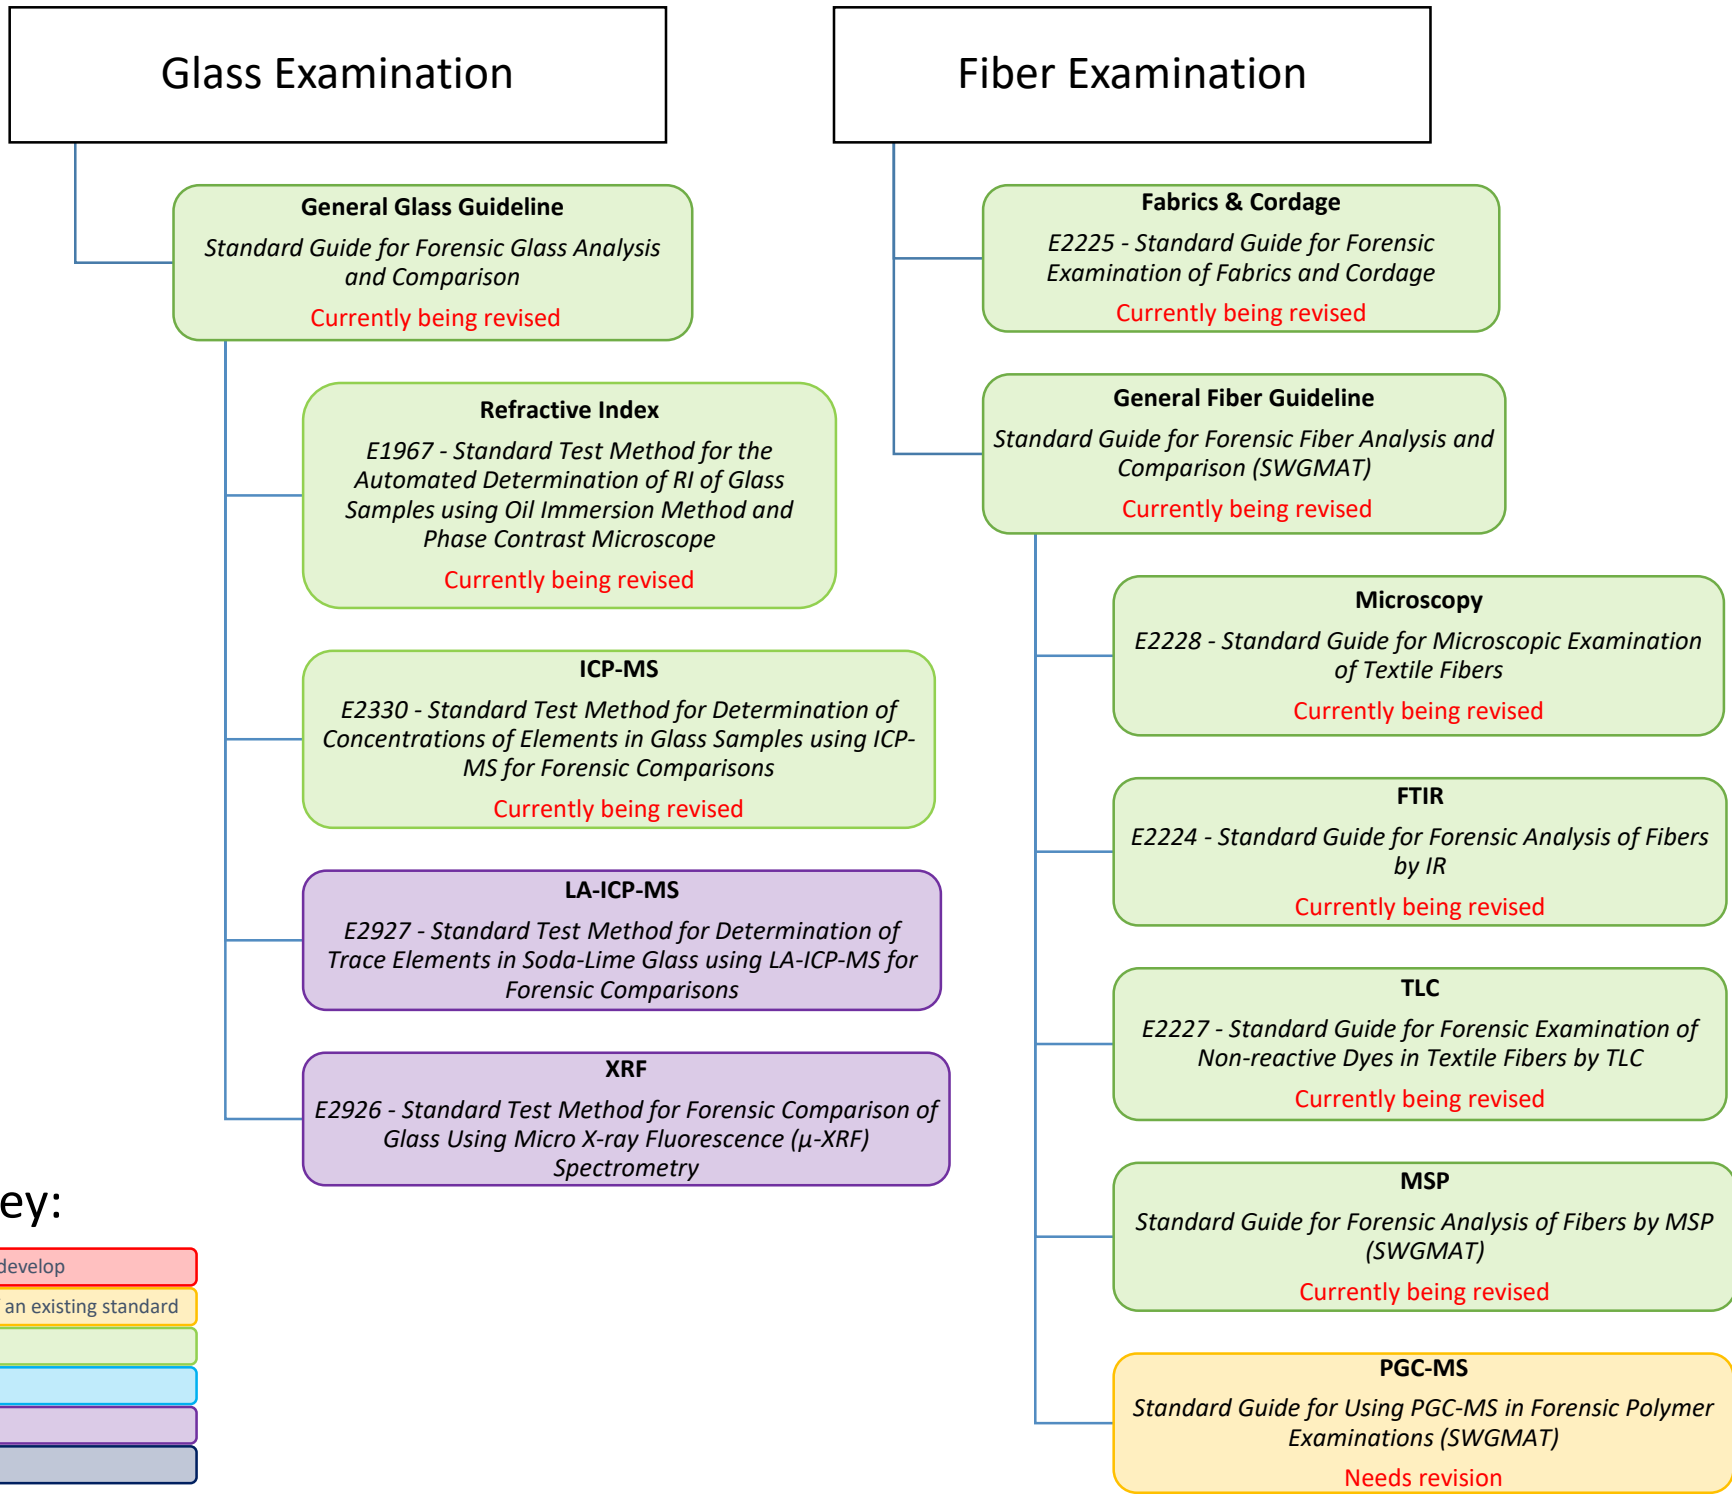 Glass Examination
General Glass Guideline
Standard Guide for Forensic Glass Analysis
and Comparison
Currently being revised
Refractive Index
E1967 - Standard Test Method for the
Automated Determination of RI of Glass
Samples using Oil Immersion Method and
Phase Contrast Microscope
Currently being revised
ICP-MS
E2330 - Standard Test Method for Determination of
Concentrations of Elements in Glass Samples using ICP-
MS for Forensic Comparisons
Currently being revised
LA-ICP-MS
E2927 - Standard Test Method for Determination of
Trace Elements in Soda-Lime Glass using LA-ICP-MS for
Forensic Comparisons
XRF
E2926 - Standard Test Method for Forensic Comparison of
Glass Using Micro X-ray Fluorescence (µ-XRF)
Spectrometry
Fiber Examination
Fabrics & Cordage
E2225 - Standard Guide for Forensic
Examination of Fabrics and Cordage
Currently being revised
General Fiber Guideline
Standard Guide for Forensic Fiber Analysis and
Comparison (SWGMAT)
Currently being revised
Microscopy
E2228 - Standard Guide for Microscopic Examination
of Textile Fibers
Currently being revised
FTIR
E2224 - Standard Guide for Forensic Analysis of Fibers
by IR
Currently being revised
TLC
E2227 - Standard Guide for Forensic Examination of
Non-reactive Dyes in Textile Fibers by TLC
Currently being revised
MSP
Standard Guide for Forensic Analysis of Fibers by MSP
(SWGMAT)
Currently being revised
PGC-MS
Standard Guide for Using PGC-MS in Forensic Polymer
Examinations (SWGMAT)
Needs revision
ey:
develop
an existing standard